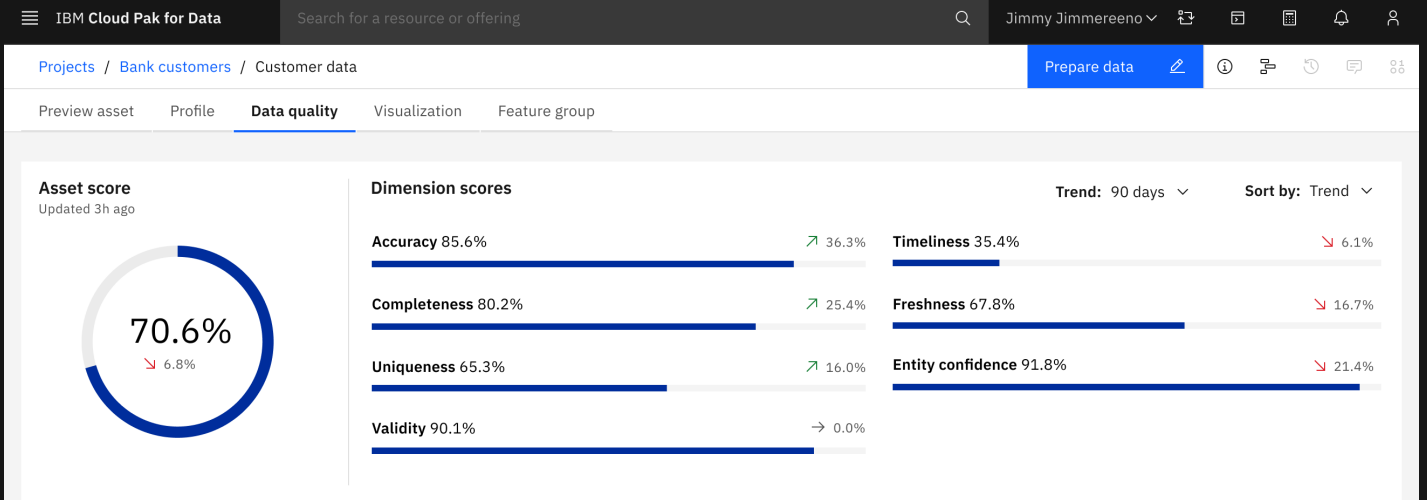 IBM Cloud Pak for Data
Search for a resource or offering
Jimmy Jimmereeno
Projects / Bank customers / Customer data
Prepare data
Preview asset Profile Data quality Visualization Feature group
Asset score
Updated 3h ago
70.6%
6.8%
Dimension scores
Trend: 90 days
Sort by: Trend
Accuracy 85.6% 36.3%
Completeness 80.2% 25.4%
Uniqueness 65.3% 16.0%
Validity 90.1% 0.0%
Timeliness 35.4% 6.1%
Freshness 67.8% 16.7%
Entity confidence 91.8% 21.4%